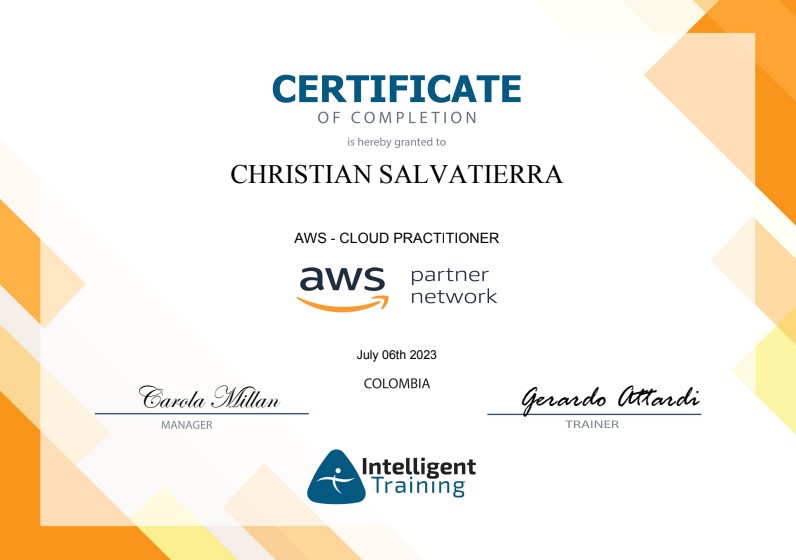 CERTIFICATE
OF COMPLETION
is hereby granted to
CHRISTIAN SALVATIERRA
AWS - CLOUD PRACTITIONER
aws partner
network
July 06th 2023
COLOMBIA
Carola Millan
MANAGER
Gerardo Attardi
TRAINER
Intelligent
Training